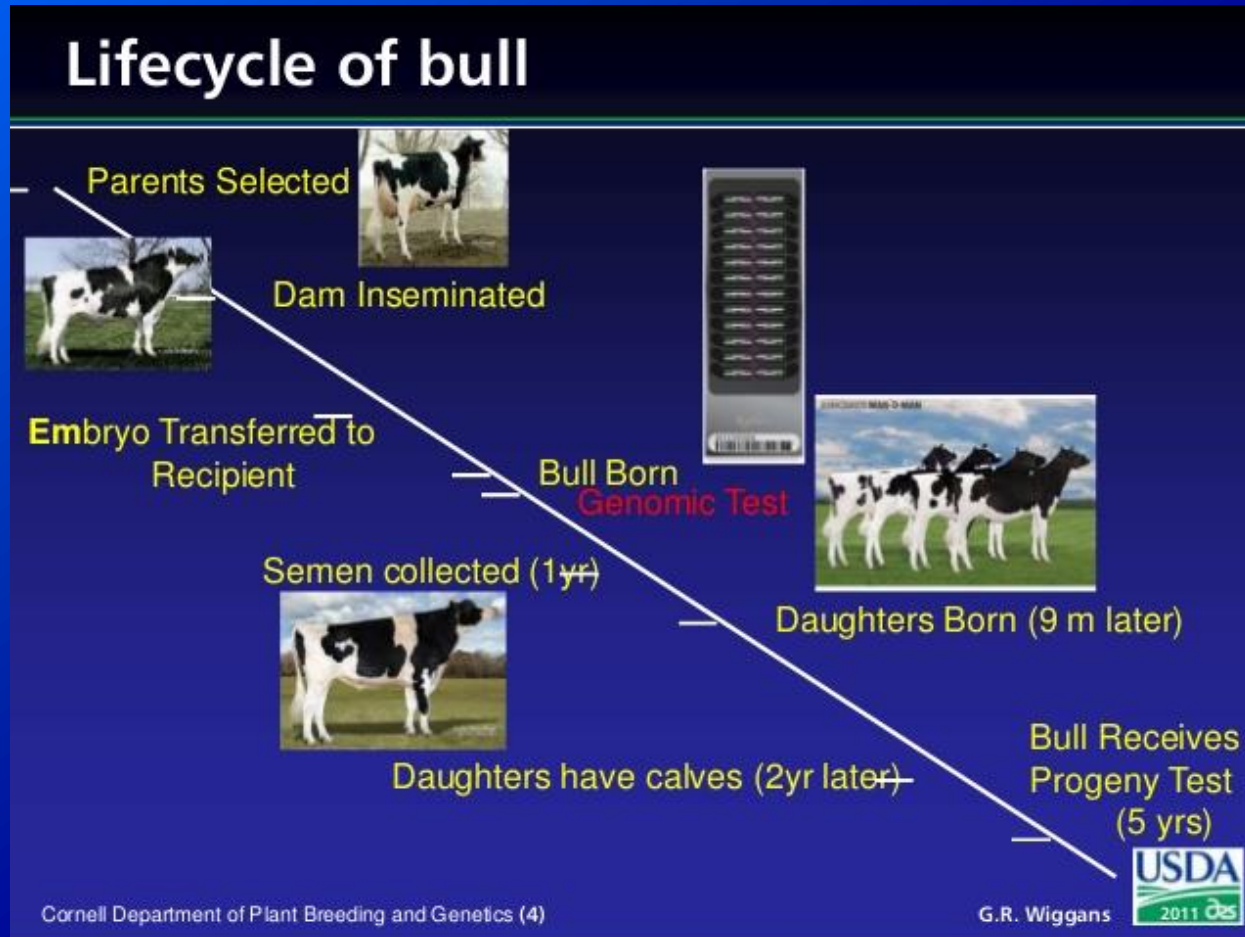 Lifecycle of bull
Parents Selected
Dam Inseminated
Embryo Transferred to
Recipient
Bull Born
Genomic Test
Semen collected (1yr)
Daughters Born (9 m later)
Daughters have calves (2yr later)
Bull Receives
Progeny Test
(5 yrs)
Cornell Department of Plant Breeding and Genetics (4)
G.R. Wiggans
USDA
2011